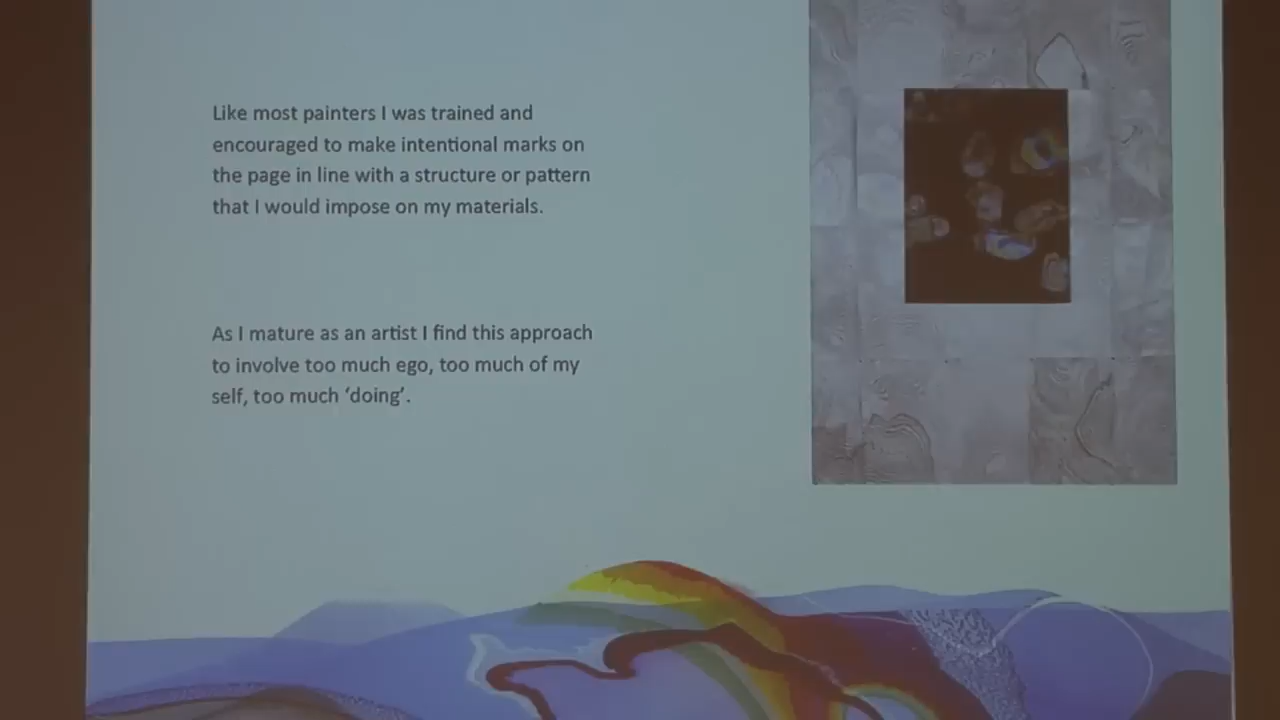 Like most painters I was trained and
encouraged to make intentional marks on
the page in line with a structure or pattern
that I would impose on my materials.
As I mature as an artist I find this approach
to involve too much ego, too much of my
self, too much ‘doing’.